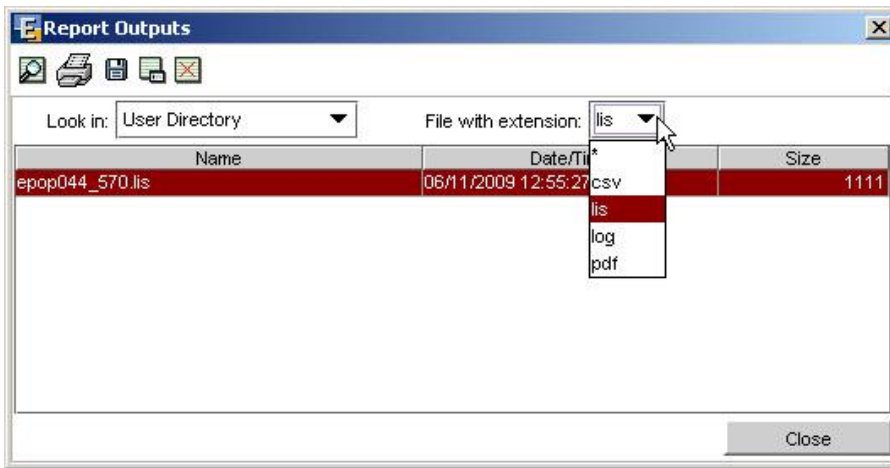 Report Outputs
Look in: User Directory File with extension: lis
Name Date/Ti Size
epop044_570.lis 06/11/2009 12:55:27 1111
*
csv
lis
log
pdf
Close